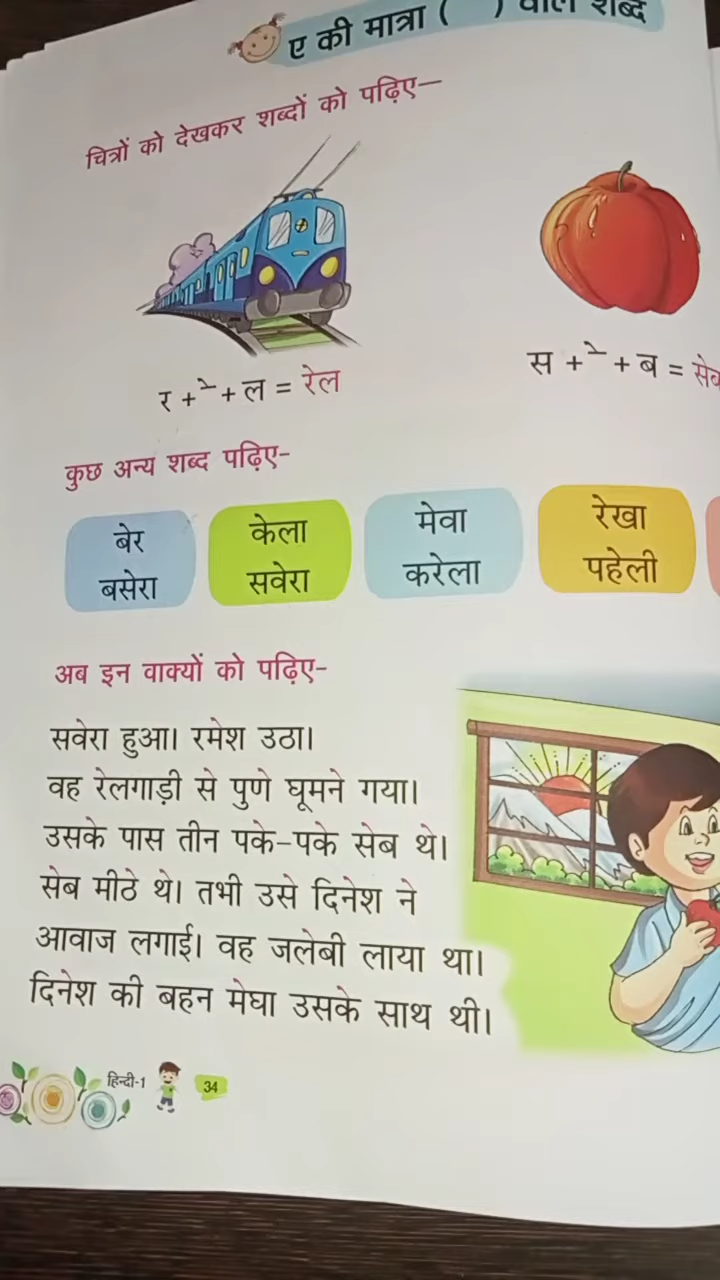 ए की मात्रा ( ) वाले शब्द
चित्रों को देखकर शब्दों को पढ़िए–
र + े + ल = रेल
स + े + ब = सेब
कुछ अन्य शब्द पढ़िए-
बेर
बसेरा
केला
सवेरा
मेवा
करेला
रेखा
पहेली
अब इन वाक्यों को पढ़िए-
सवेरा हुआ। रमेश उठा।
वह रेलगाड़ी से पुणे घूमने गया।
उसके पास तीन पके-पके सेब थे।
सेब मीठे थे। तभी उसे दिनेश ने
आवाज लगाई। वह जलेबी लाया था।
दिनेश की बहन मेघा उसके साथ थी।
हिन्दी-1
34